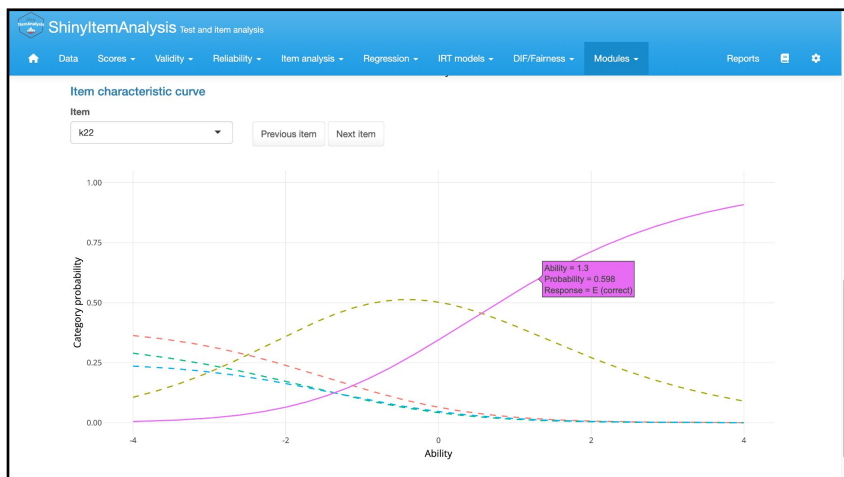 ShinyItemAnalysis Test and item analysis
Data Scores Validity Reliability Item analysis Regression IRT models DIF/Fairness Modules Reports
Item characteristic curve
Item
k22 Previous item Next item
1.00
0.75
0.50
0.25
0.00
Category probability
Ability = 1.3
Probability = 0.598
Response = E (correct)
-4 -2 0 2 4
Ability